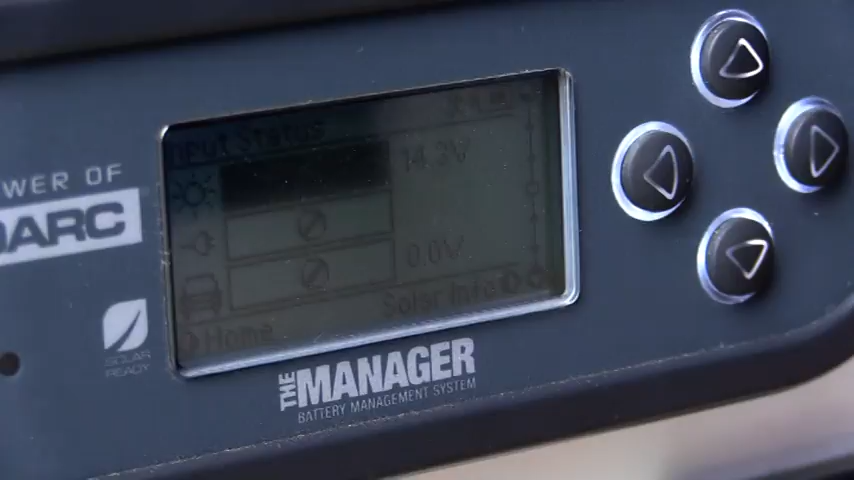 WER OF
DARC
Input Status
14.2V
0.0V
Solar Info
Home
SOLAR
READY
THE MANAGER
BATTERY MANAGEMENT SYSTEM